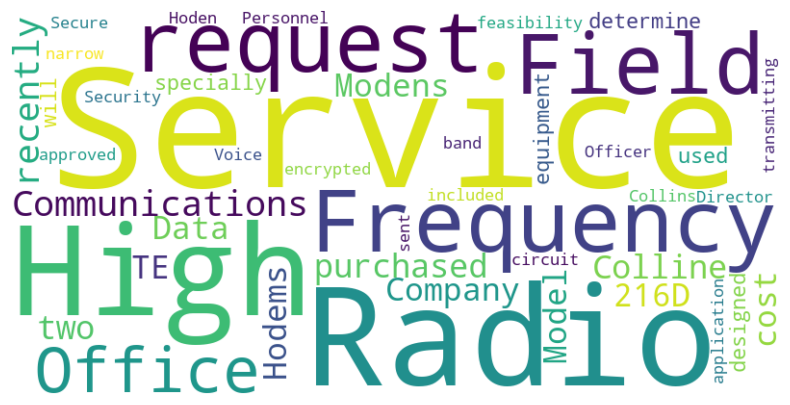 Secure Hoden Personnel feasibility determine
narrow request Field
recently will specially Modens
Security Service equipment transmitting
approved Voice encrypted band Officer used
Communications included Collins Director
High Data sent Frequency
TE Hodems purchased circuit Colline
two Company Model 216D cost
Office Radio application designed